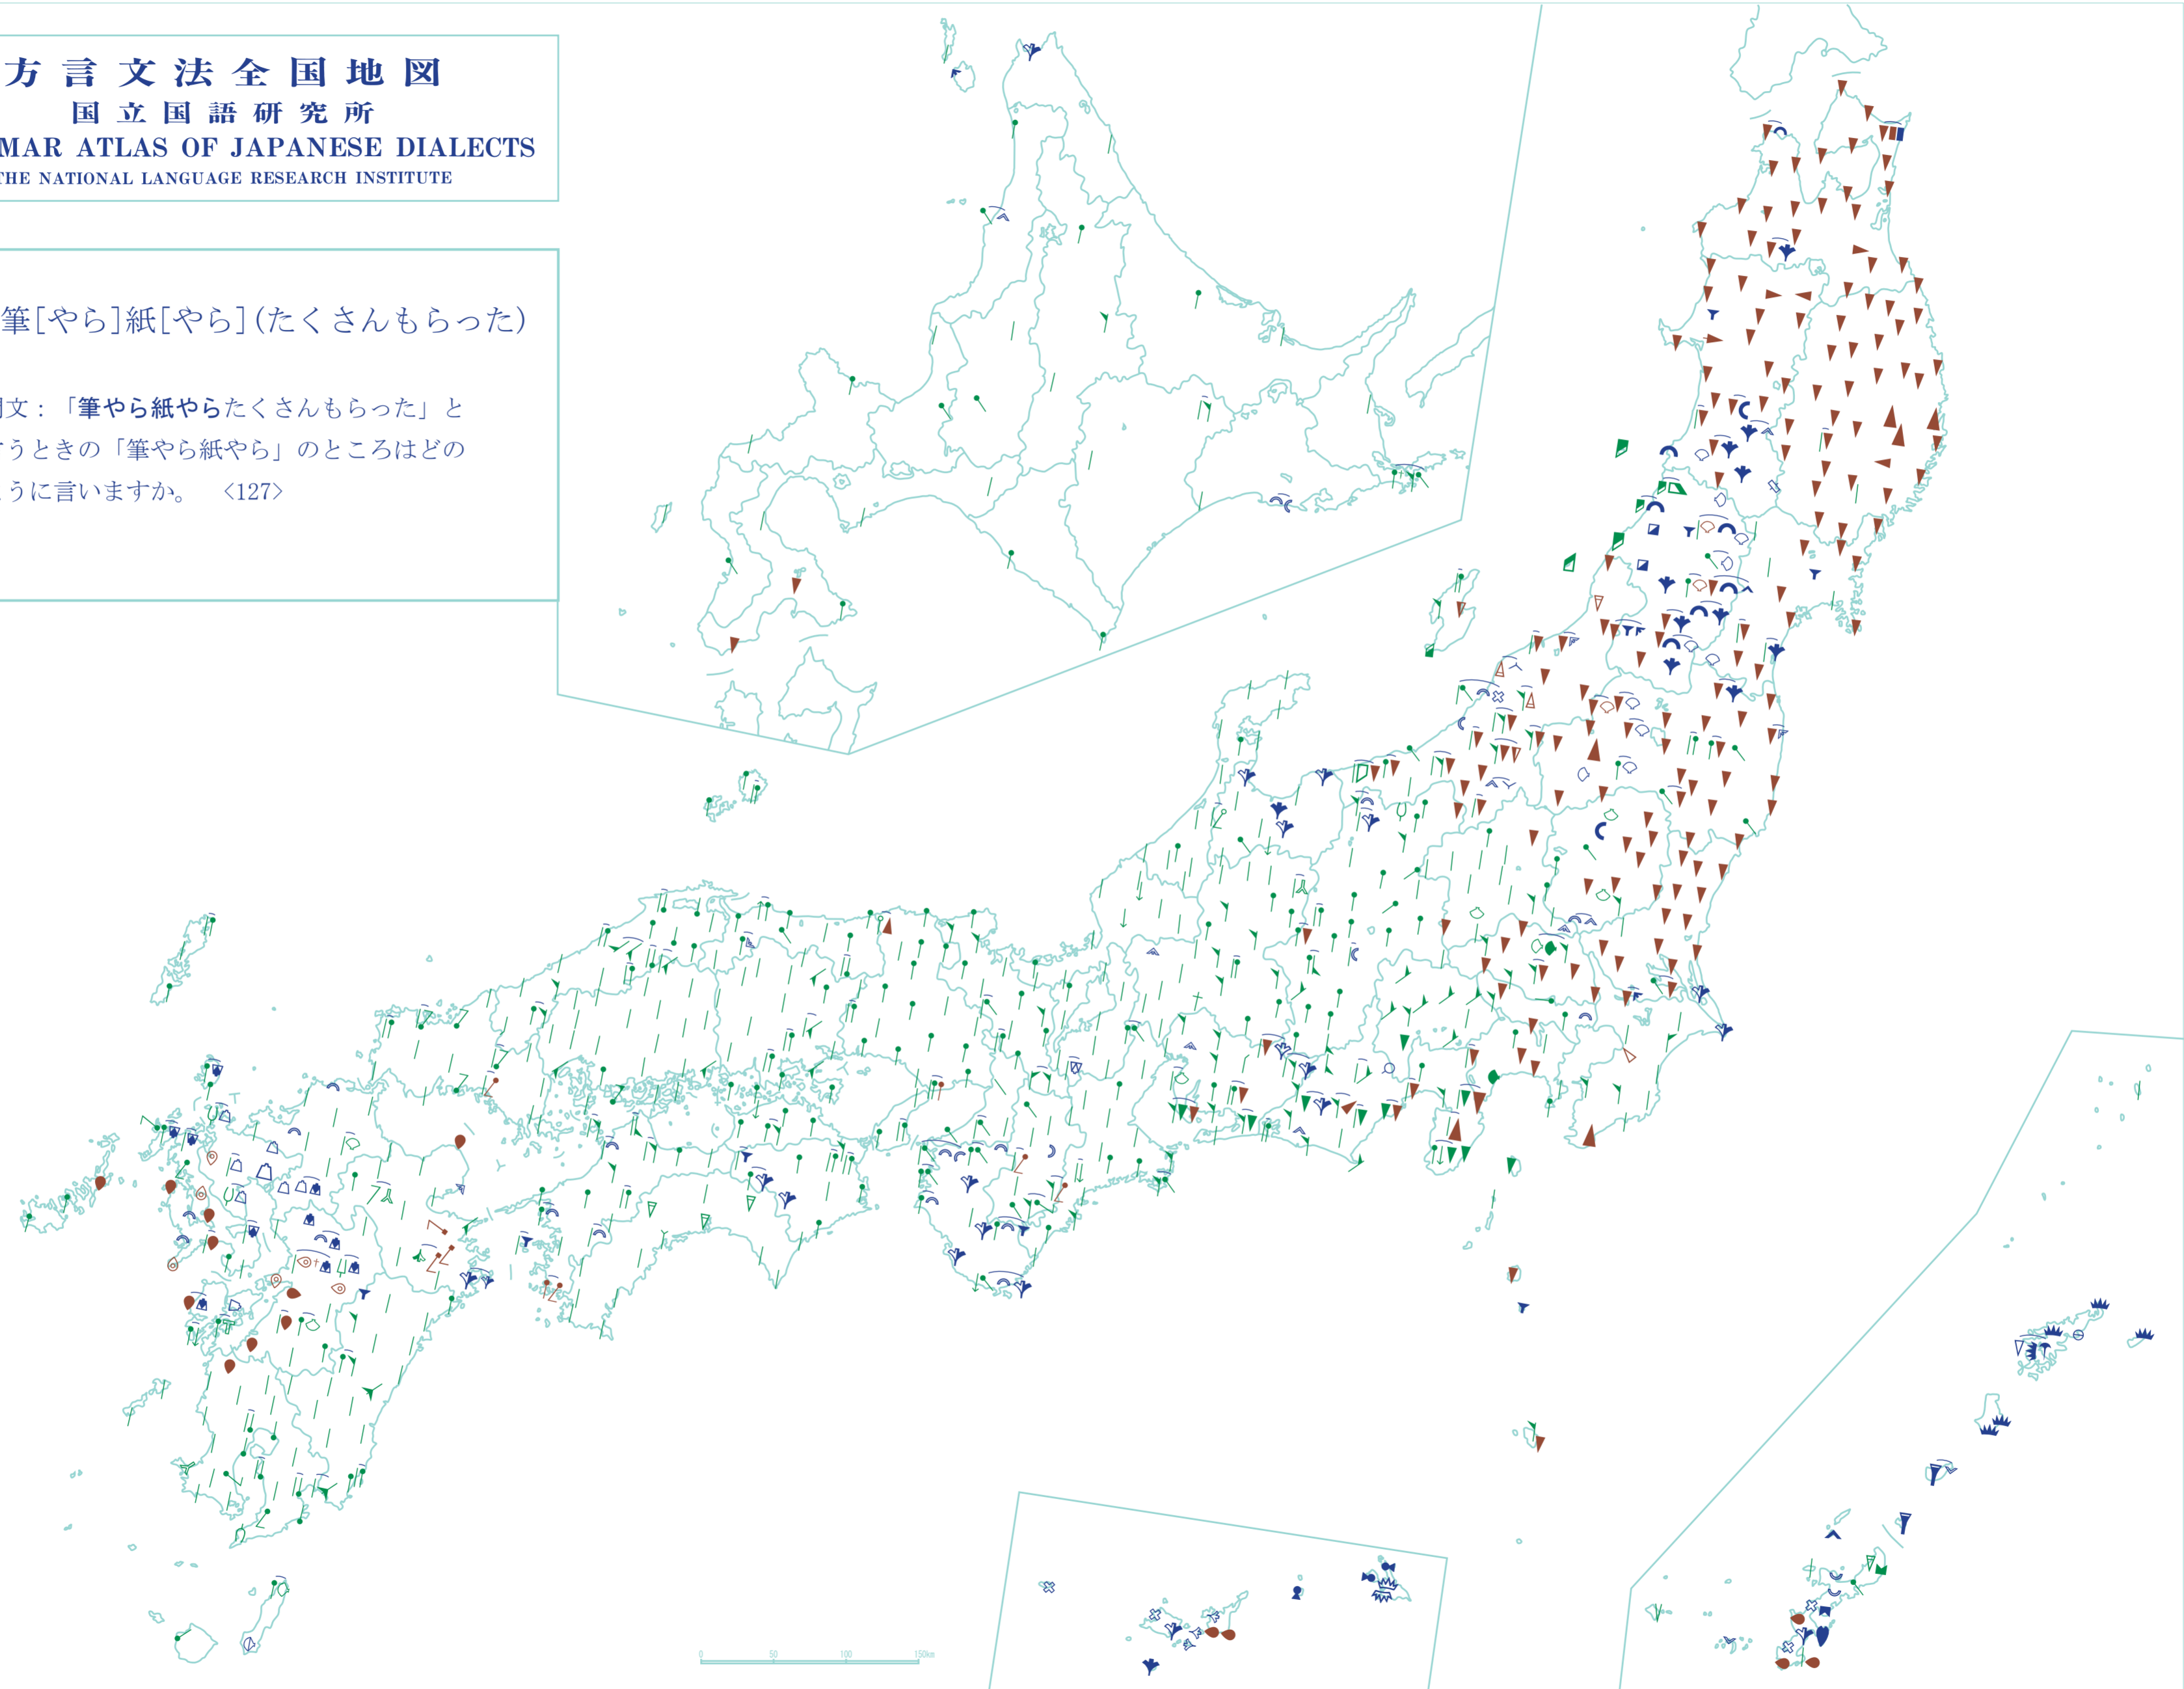 方言文法全国地図
国立国語研究所
MAR ATLAS OF JAPANESE DIALECTS
THE NATIONAL LANGUAGE RESEARCH INSTITUTE
筆[やら]紙[やら](たくさんもらった)
文：「筆やら紙やらたくさんもらった」と
うときの「筆やら紙やら」のところはどの
うに言いますか。 〈127〉
0 50 100 150km